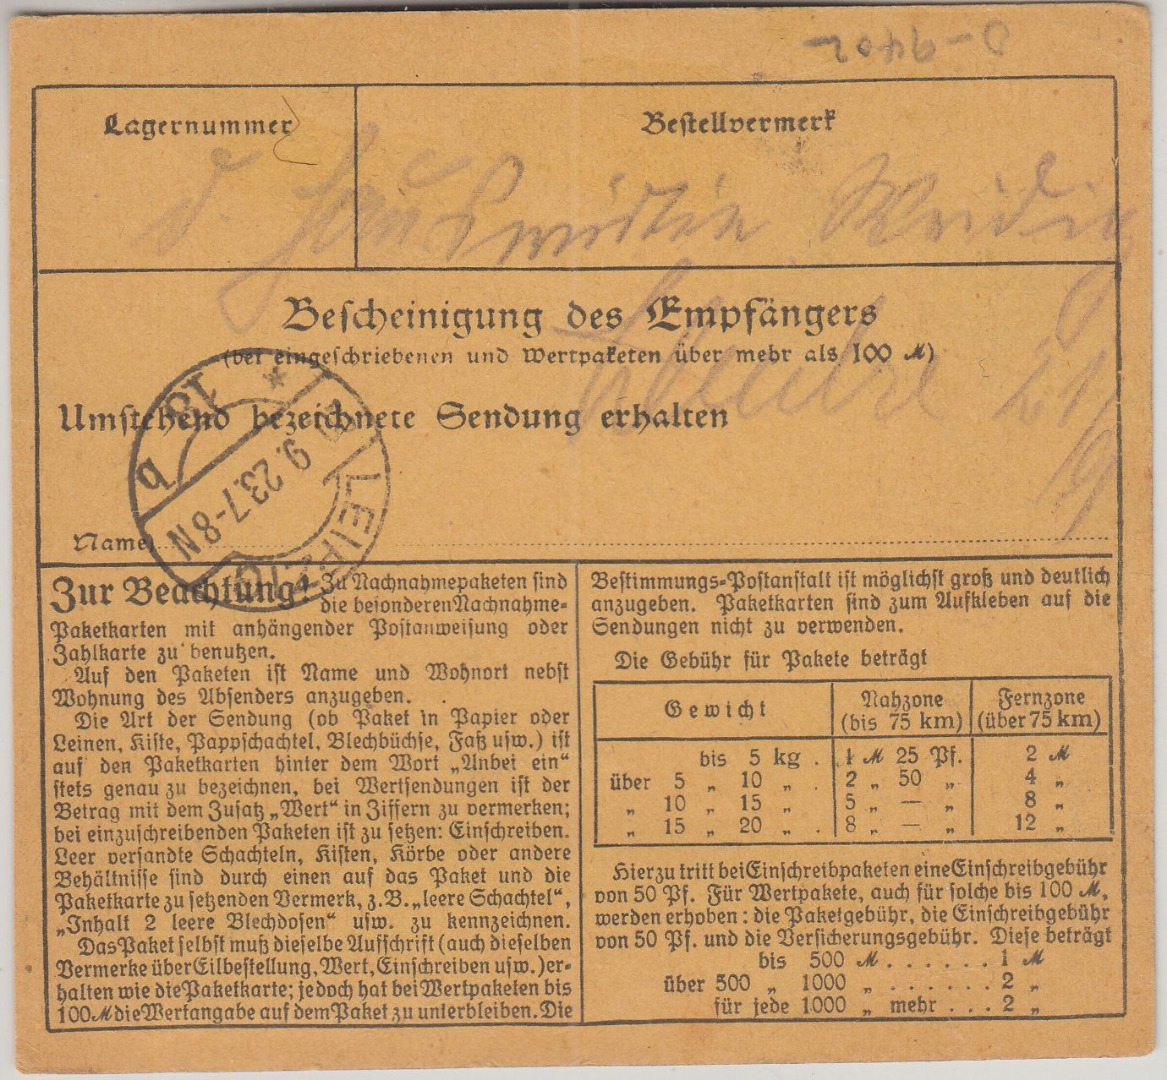 Lagernummer
Bestellvermerk
Bescheinigung des Empfängers
(bei eingeschriebenen und Wertpaketen über mehr als 100 ℳ)
Umstehend bezeichnete Sendung erhalten
9.23.7-8N
LEIPZIG
Name
Zur Beachtung! Zu Nachnahmepaketen sind
die besonderen Nachnahme-
Paketkarten mit anhängender Postanweisung oder
Zahlkarte zu benutzen.
Auf den Paketen ist Name und Wohnort nebst
Wohnung des Absenders anzugeben.
Die Art der Sendung (ob Paket in Papier oder
Leinen, Kiste, Pappschachtel, Blechbüchse, Faß usw.) ist
auf den Paketkarten hinter dem Wort „Anbei ein“
stets genau zu bezeichnen, bei Wertsendungen ist der
Betrag mit dem Zusatz „Wert“ in Ziffern zu vermerken;
bei einzuschreibenden Paketen ist zu setzen: Einschreiben.
Leer versandte Schachteln, Kisten, Körbe oder andere
Behältnisse sind durch einen auf das Paket und die
Paketkarte zu setzenden Vermerk, z. B. „leere Schachtel“,
„Inhalt 2 leere Blechdosen“ usw. zu kennzeichnen.
Das Paket selbst muß dieselbe Aufschrift (auch dieselben
Vermerke über Eilbestellung, Wert, Einschreiben usw.) er-
halten wie die Paketkarte; jedoch hat bei Wertpaketen bis
100 ℳ die Wertangabe auf dem Paket zu unterbleiben. Die
Bestimmungs-Postanstalt ist möglichst groß und deutlich
anzugeben. Paketkarten sind zum Aufkleben auf die
Sendungen nicht zu verwenden.
Die Gebühr für Pakete beträgt
Gewicht Nahzone (bis 75 km) Fernzone (über 75 km)
bis 5 kg . 1 ℳ 25 Pf. 2 ℳ
über 5 „ 10 „ . 2 „ 50 „ 4 „
„ 10 „ 15 „ 5 „ — „ 8 „
„ 15 „ 20 „ . 8 „ — „ 12 „
Hierzu tritt bei Einschreibpaketen eine Einschreibgebühr
von 50 Pf. Für Wertpakete, auch für solche bis 100 ℳ,
werden erhoben: die Paketgebühr, die Einschreibgebühr
von 50 Pf. und die Versicherungsgebühr. Diese beträgt
bis 500 ℳ . . . . . . 1 ℳ
über 500 „ 1000 „ . . . . . . 2 „
für jede 1000 „ mehr . . . 2 „